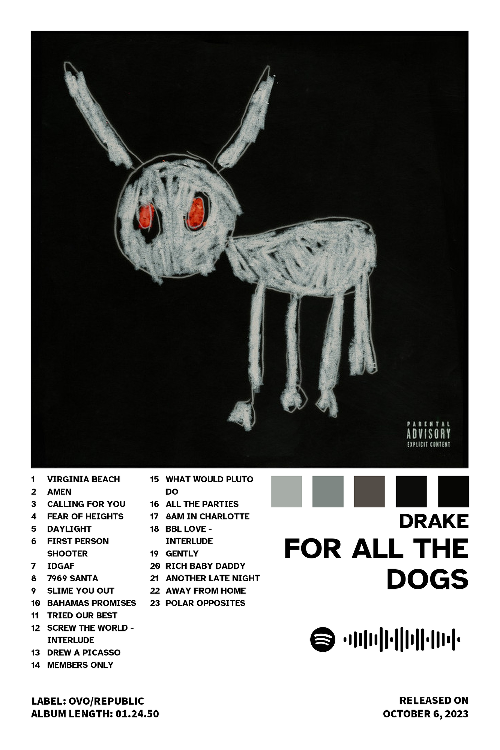 PARENTAL
ADVISORY
EXPLICIT CONTENT
1 VIRGINIA BEACH
2 AMEN
3 CALLING FOR YOU
4 FEAR OF HEIGHTS
5 DAYLIGHT
6 FIRST PERSON
SHOOTER
7 IDGAF
8 7969 SANTA
9 SLIME YOU OUT
10 BAHAMAS PROMISES
11 TRIED OUR BEST
12 SCREW THE WORLD -
INTERLUDE
13 DREW A PICASSO
14 MEMBERS ONLY
15 WHAT WOULD PLUTO
DO
16 ALL THE PARTIES
17 8AM IN CHARLOTTE
18 BBL LOVE -
INTERLUDE
19 GENTLY
20 RICH BABY DADDY
21 ANOTHER LATE NIGHT
22 AWAY FROM HOME
23 POLAR OPPOSITES
DRAKE
FOR ALL THE
DOGS
LABEL: OVO/REPUBLIC
ALBUM LENGTH: 01.24.50
RELEASED ON
OCTOBER 6, 2023